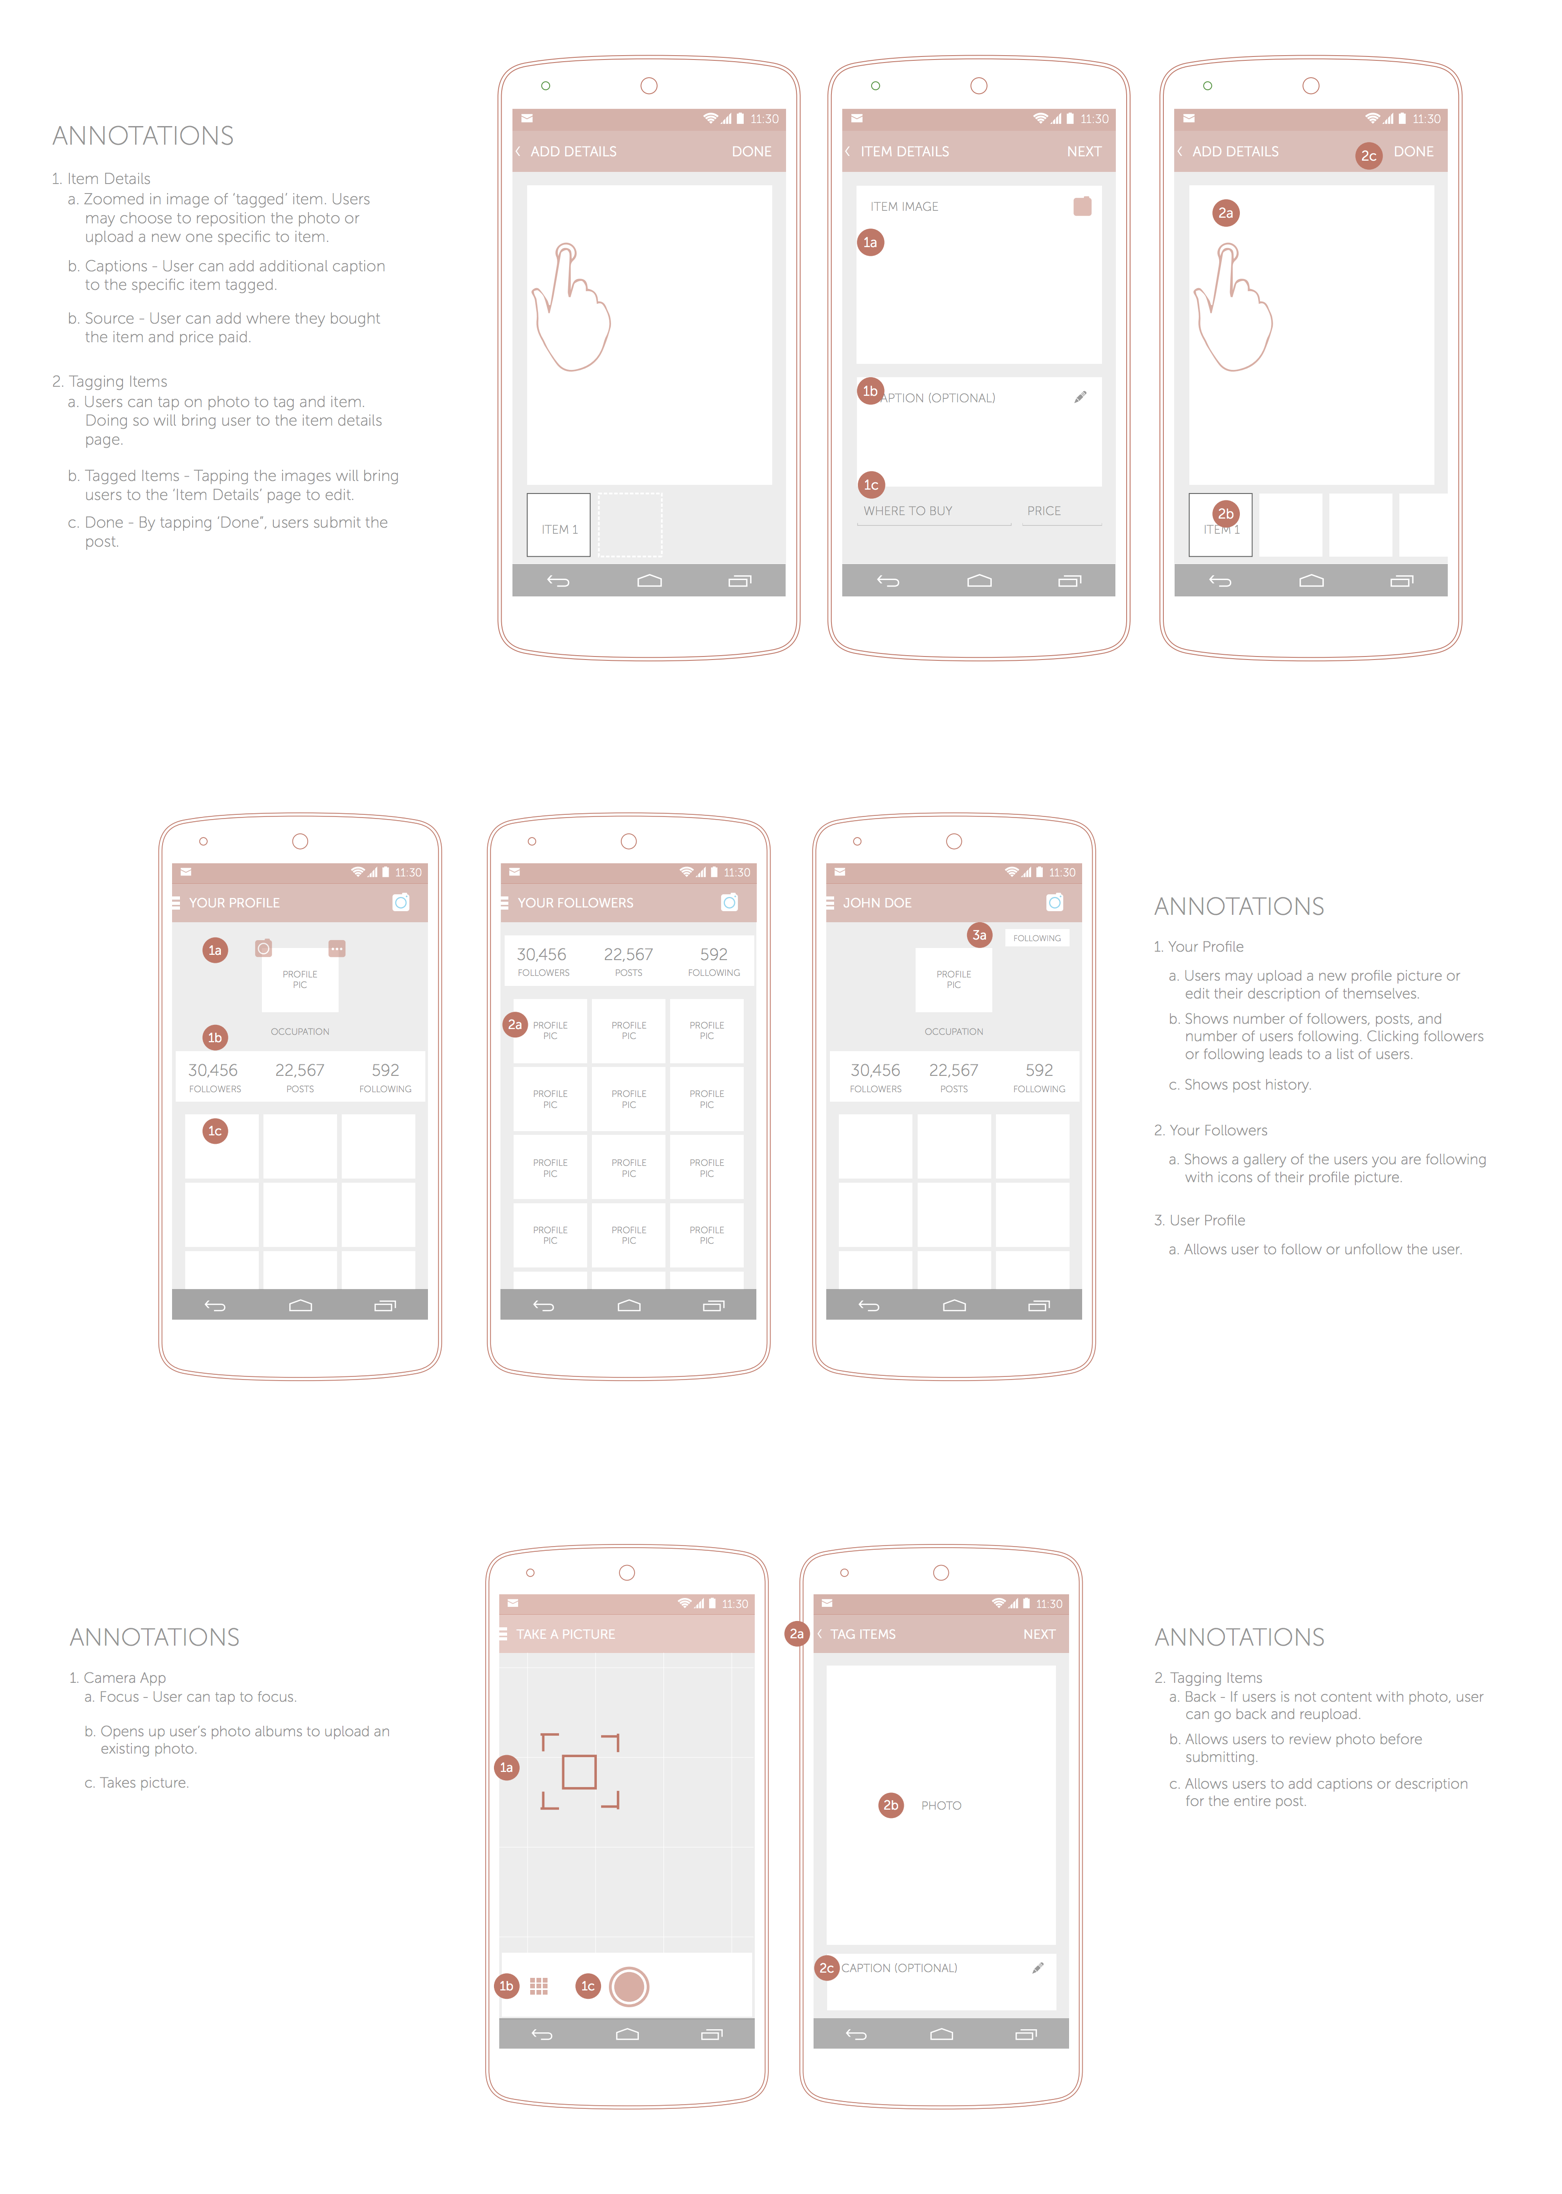 ANNOTATIONS
1. Item Details
a. Zoomed in image of ‘tagged’ item. Users
may choose to reposition the photo or
upload a new one specific to item.
b. Captions - User can add additional caption
to the specific item tagged.
b. Source - User can add where they bought
the item and price paid.
2. Tagging Items
a. Users can tap on photo to tag and item.
Doing so will bring user to the item details
page.
b. Tagged Items - Tapping the images will bring
users to the ‘Item Details’ page to edit.
c. Done - By tapping ‘Done”, users submit the
post.
11:30
ADD DETAILS DONE
ITEM 1
11:30
ITEM DETAILS NEXT
ITEM IMAGE
1a
1b
APTION (OPTIONAL)
1c
WHERE TO BUY PRICE
11:30
ADD DETAILS 2c DONE
2a
2b
ITEM 1
11:30
YOUR PROFILE
1a
PROFILE
PIC
OCCUPATION
1b
30,456 22,567 592
FOLLOWERS POSTS FOLLOWING
1c
11:30
YOUR FOLLOWERS
30,456 22,567 592
FOLLOWERS POSTS FOLLOWING
2a
PROFILE PROFILE PROFILE
PIC PIC PIC
PROFILE PROFILE PROFILE
PIC PIC PIC
PROFILE PROFILE PROFILE
PIC PIC PIC
PROFILE PROFILE PROFILE
PIC PIC PIC
11:30
JOHN DOE
3a FOLLOWING
PROFILE
PIC
OCCUPATION
30,456 22,567 592
FOLLOWERS POSTS FOLLOWING
ANNOTATIONS
1. Your Profile
a. Users may upload a new profile picture or
edit their description of themselves.
b. Shows number of followers, posts, and
number of users following. Clicking followers
or following leads to a list of users.
c. Shows post history.
2. Your Followers
a. Shows a gallery of the users you are following
with icons of their profile picture.
3. User Profile
a. Allows user to follow or unfollow the user.
ANNOTATIONS
1. Camera App
a. Focus - User can tap to focus.
b. Opens up user’s photo albums to upload an
existing photo.
c. Takes picture.
11:30
TAKE A PICTURE
1a
1b 1c
11:30
2a TAG ITEMS NEXT
2b PHOTO
2c CAPTION (OPTIONAL)
ANNOTATIONS
2. Tagging Items
a. Back - If users is not content with photo, user
can go back and reupload.
b. Allows users to review photo before
submitting.
c. Allows users to add captions or description
for the entire post.